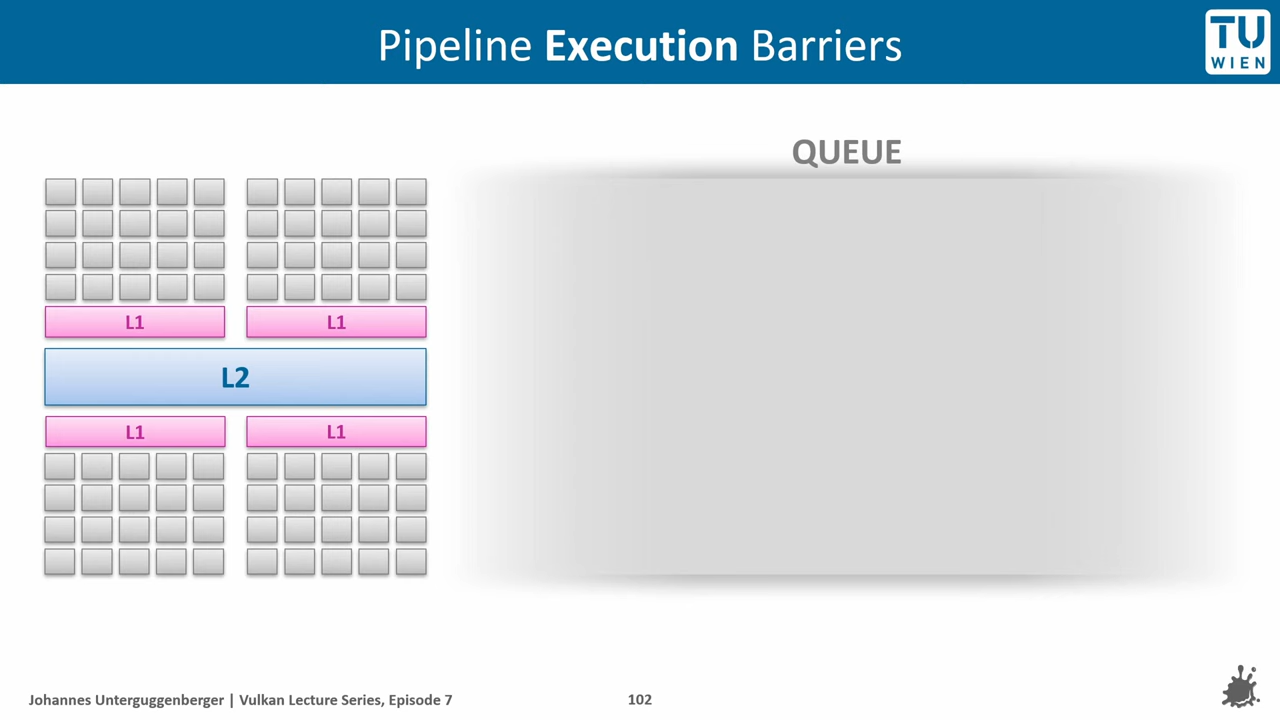 Pipeline Execution Barriers
TU
WIEN
QUEUE
L1 L1
L2
L1 L1
Johannes Unterguggenberger | Vulkan Lecture Series, Episode 7
102